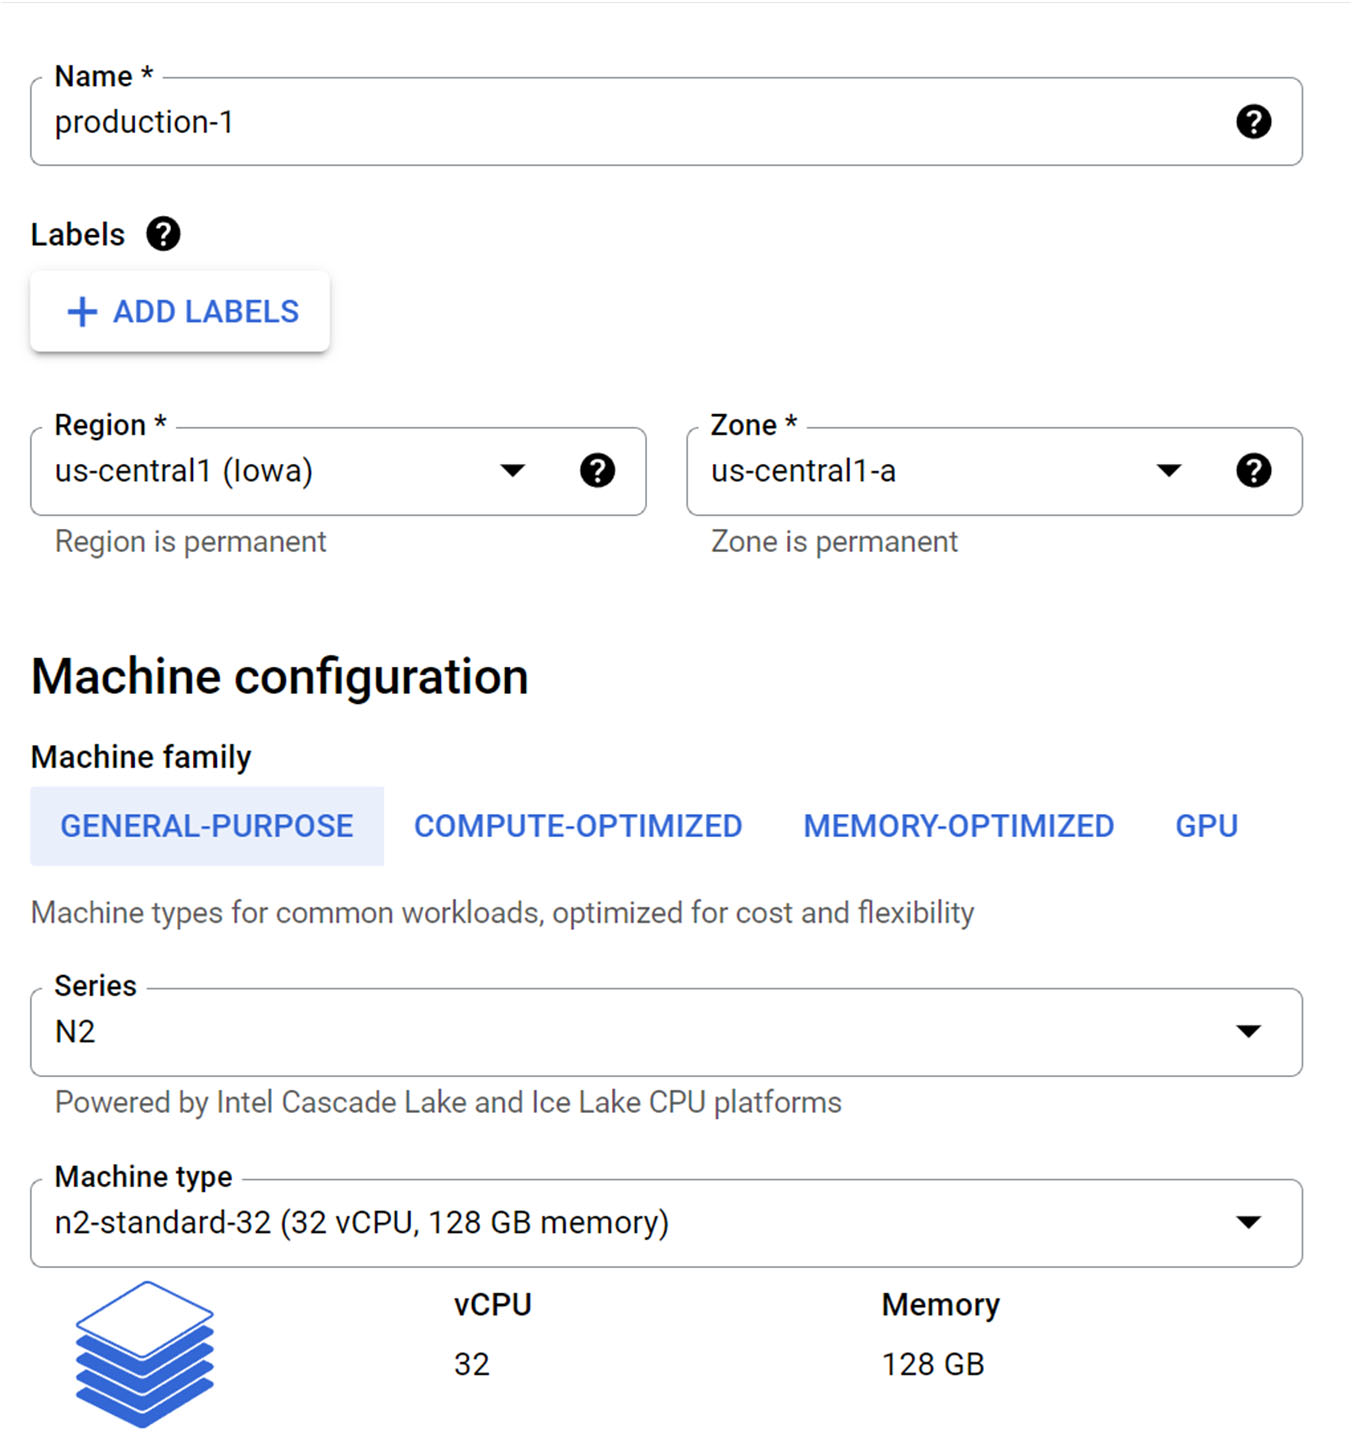 Name *
production-1
Labels
ADD LABELS
Region *
Zone *
us-central1 (Iowa)
us-central1-a
Region is permanent
Zone is permanent
Machine configuration
Machine family
GENERAL-PURPOSE COMPUTE-OPTIMIZED MEMORY-OPTIMIZED GPU
Machine types for common workloads, optimized for cost and flexibility
Series
N2
Powered by Intel Cascade Lake and Ice Lake CPU platforms
Machine type
n2-standard-32 (32 vCPU, 128 GB memory)
vCPU
Memory
32
128 GB